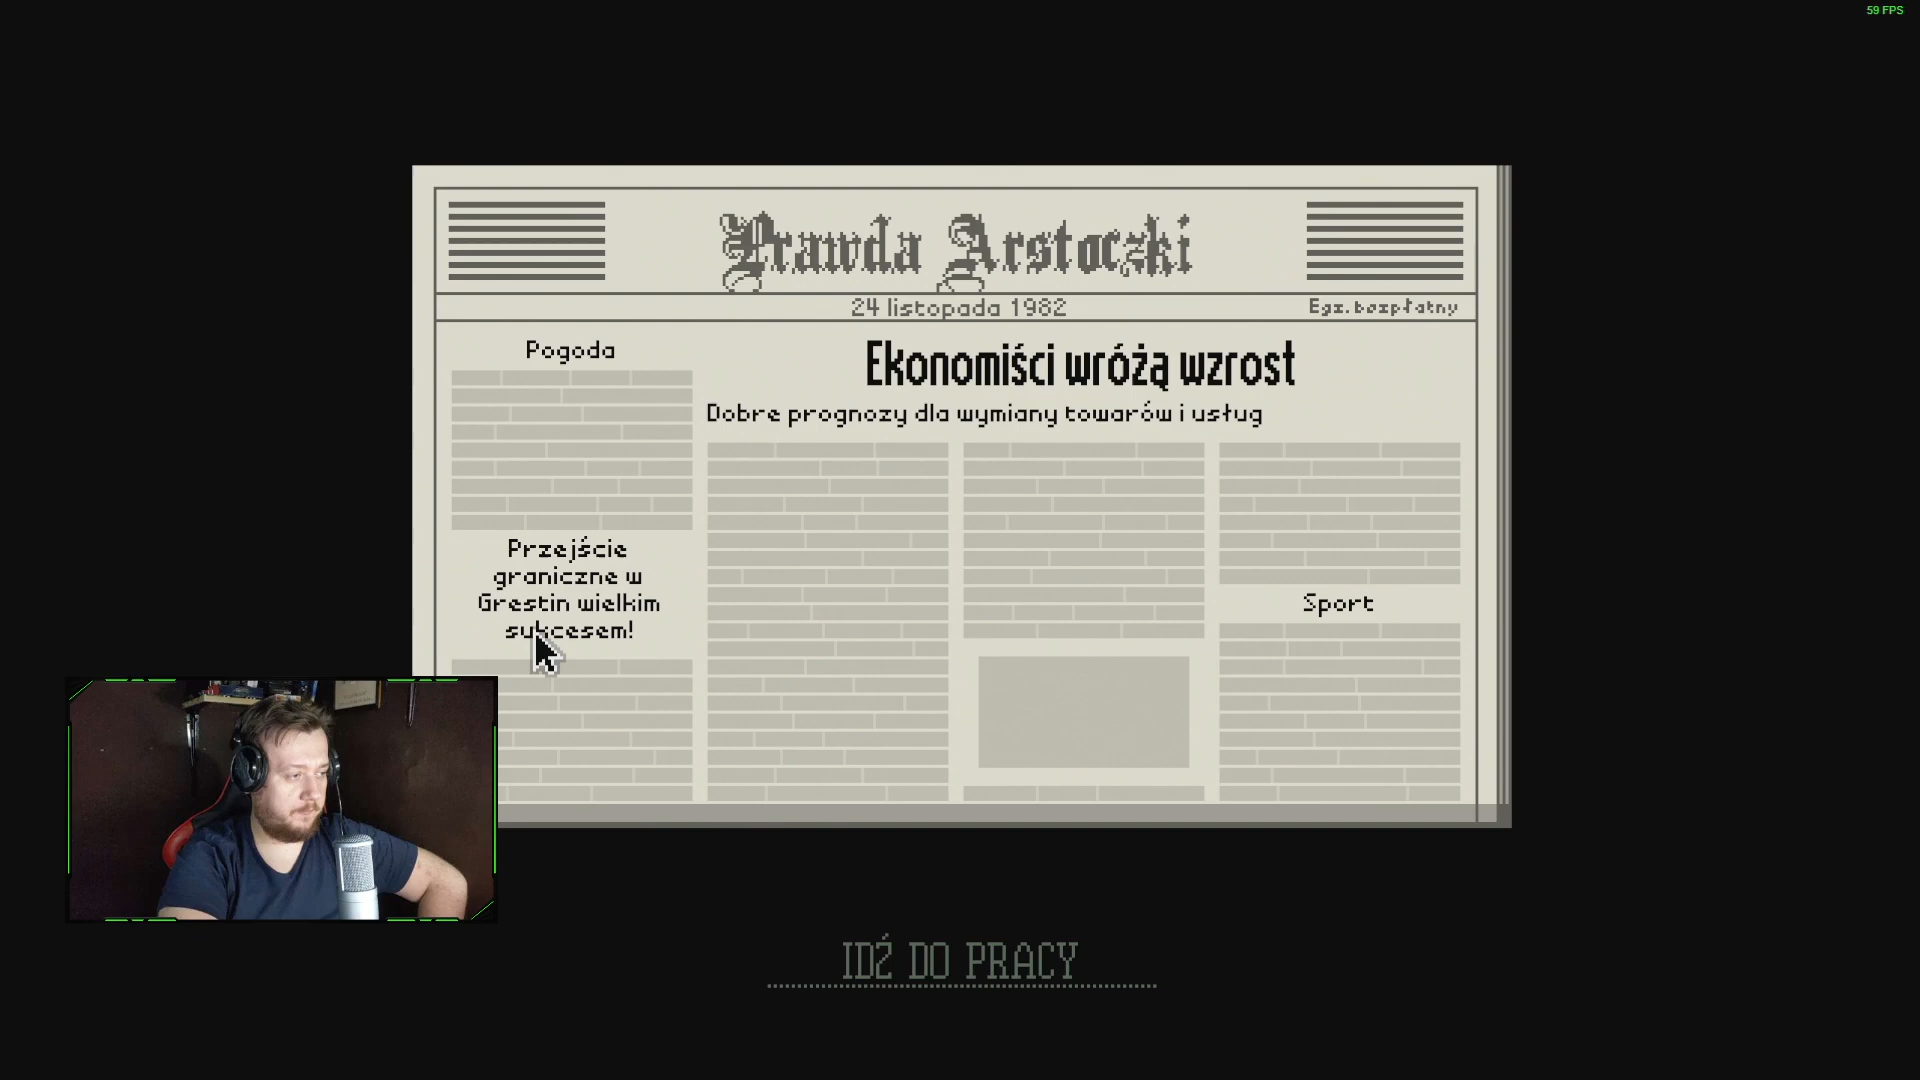 59 FPS
Prawda Arstoczki
24 listopada 1982
Egz. bezpłatny
Pogoda
Przejście
graniczne w
Grestin wielkim
sukcesem!
Ekonomiści wróżą wzrost
Dobre prognozy dla wymiany towarów i usług
Sport
IDŹ DO PRACY